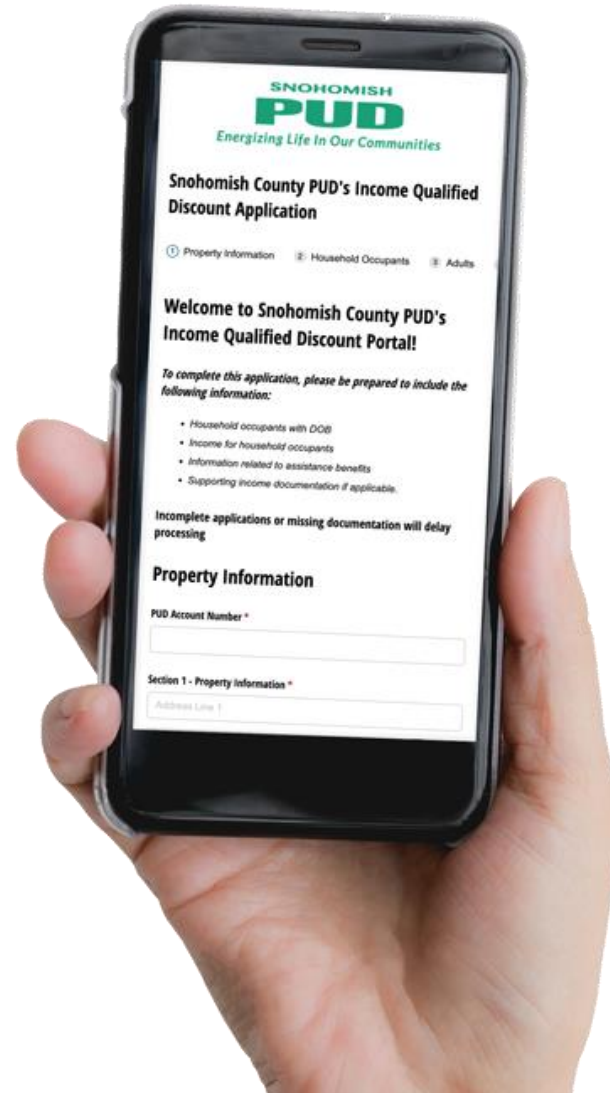 SNOHOMISH
PUD
Energizing Life In Our Communities
Snohomish County PUD's Income Qualified
Discount Application
1 Property Information 2 Household Occupants 3 Adults
Welcome to Snohomish County PUD's
Income Qualified Discount Portal!
To complete this application, please be prepared to include the
following information:
• Household occupants with DOB
• Income for household occupants
• Information related to assistance benefits
• Supporting income documentation if applicable.
Incomplete applications or missing documentation will delay
processing
Property Information
PUD Account Number *
Section 1 - Property Information *
Address Line 1